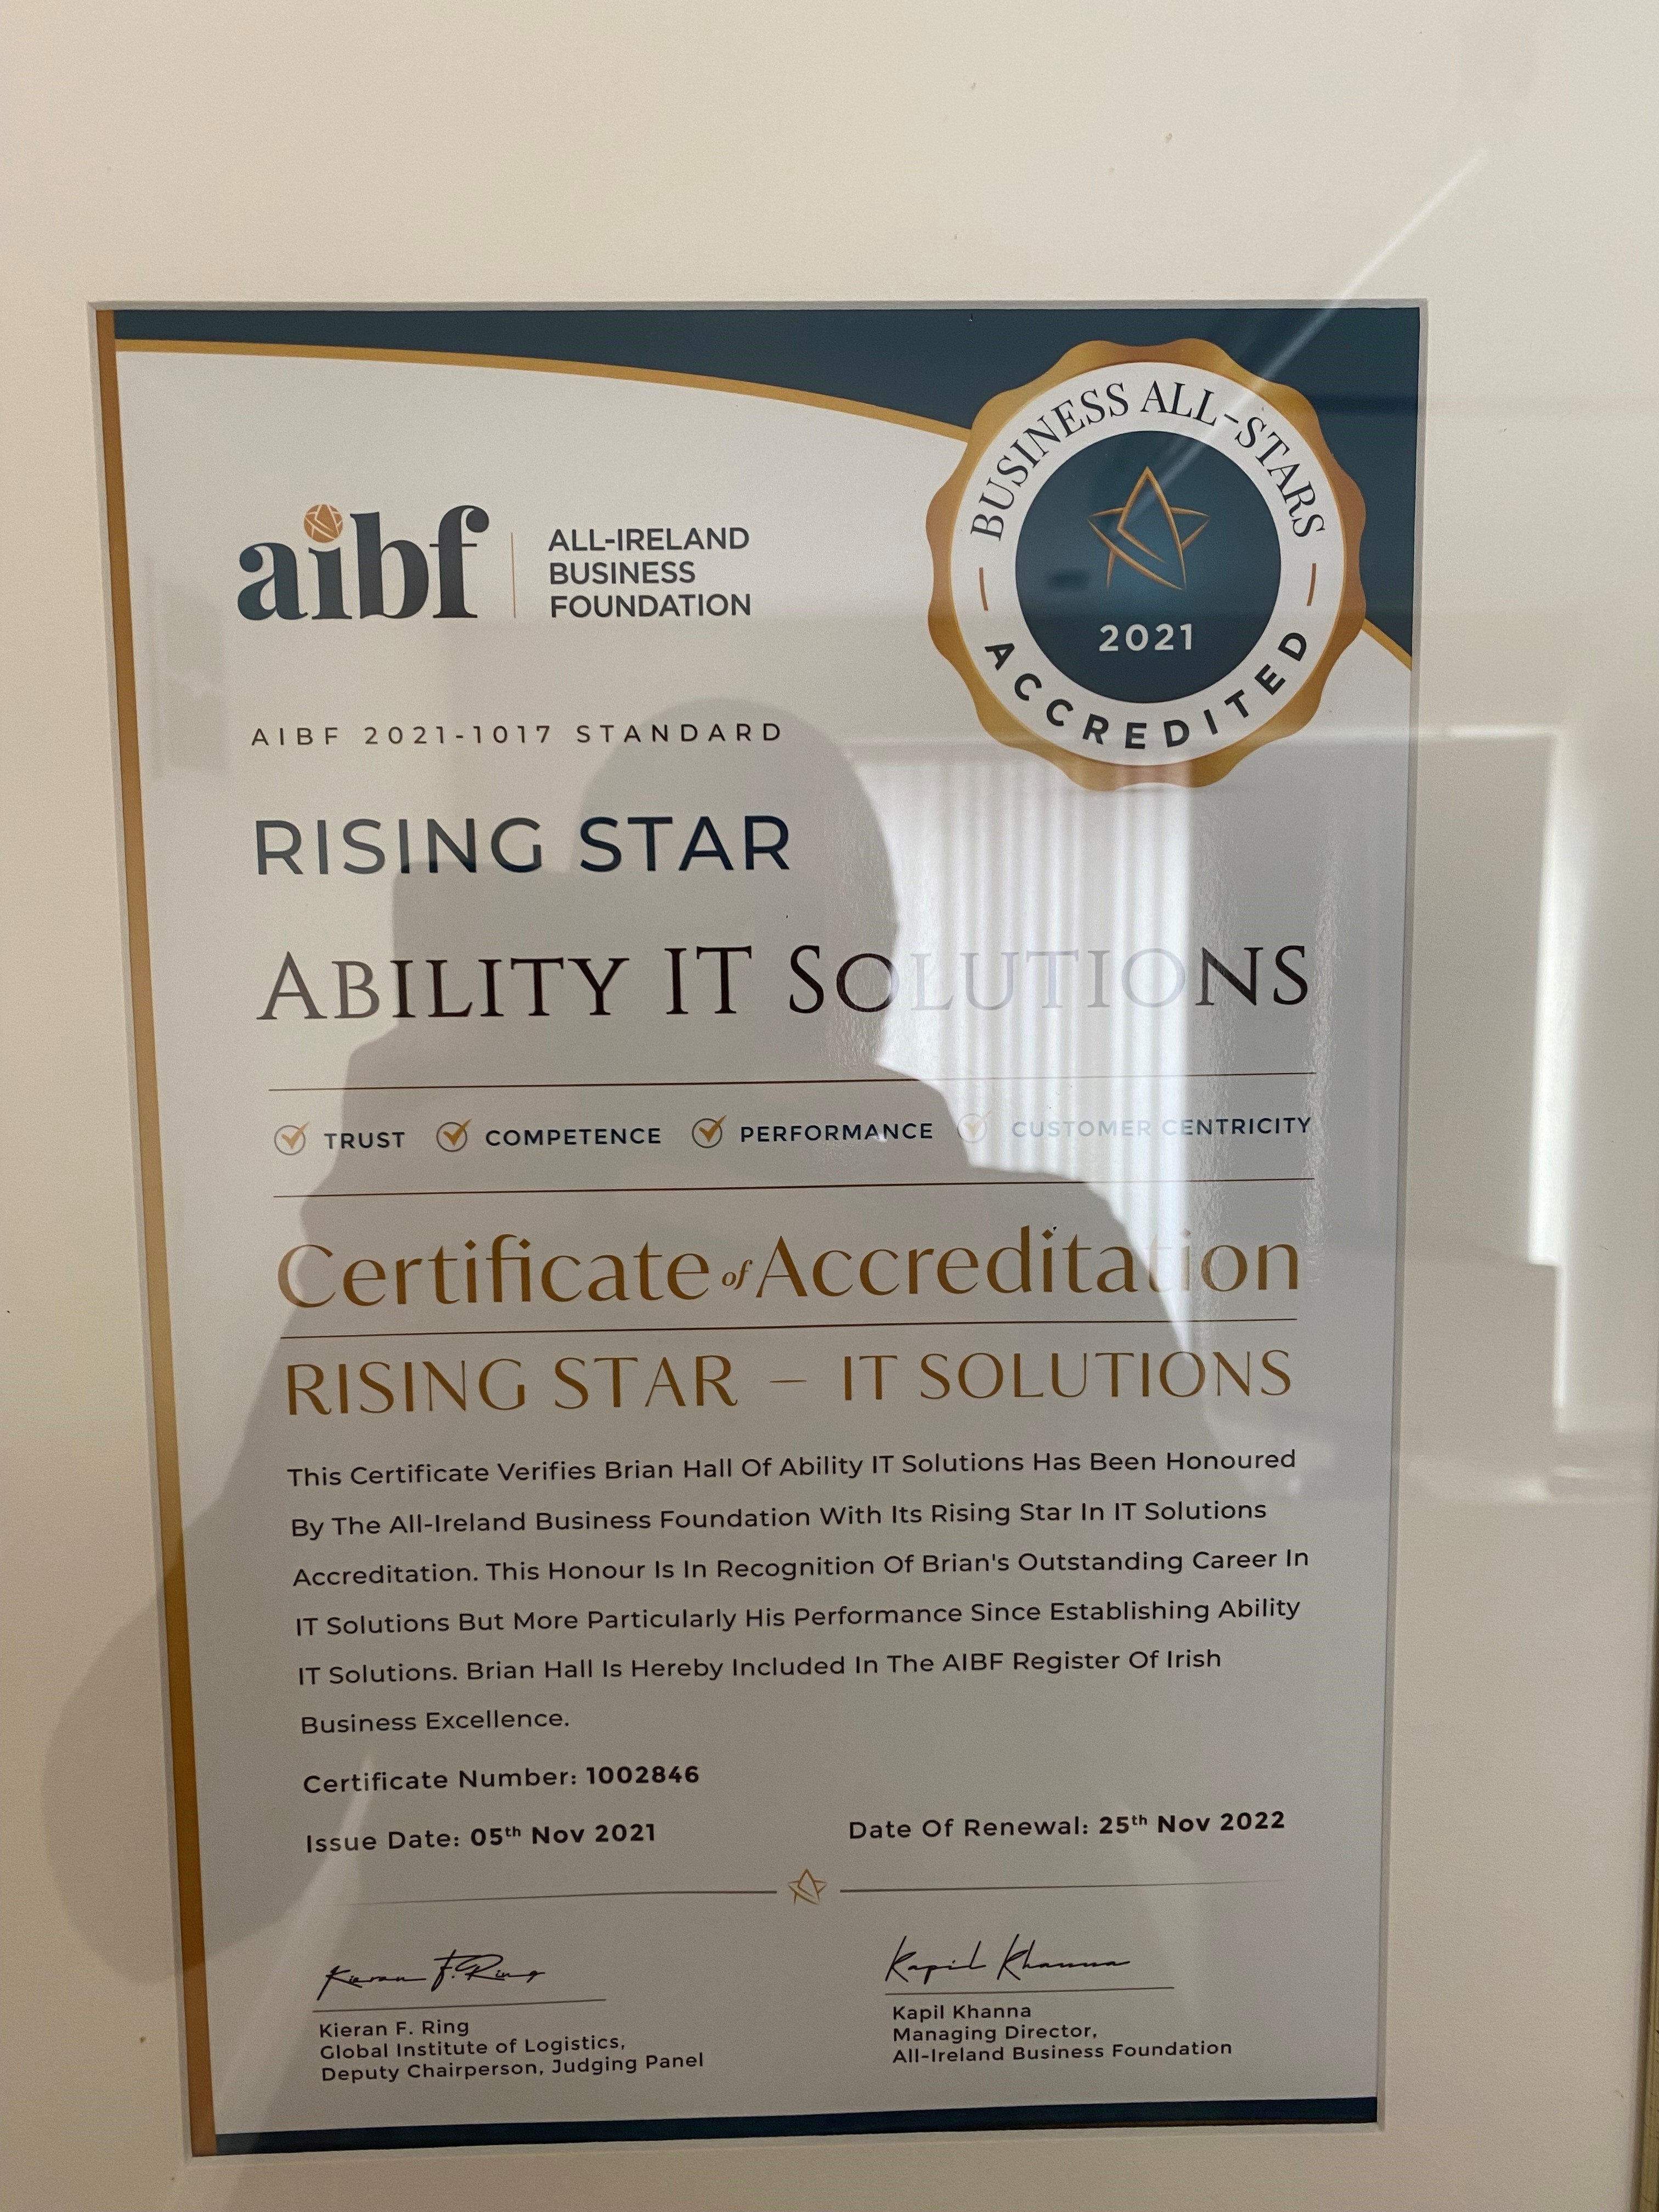 aibf
ALL-IRELAND
BUSINESS
FOUNDATION
BUSINESS ALL-STARS
2021
ACCREDITED
AIBF 2021-1017 STANDARD
RISING STAR
ABILITY IT SOLUTIONS
TRUST COMPETENCE PERFORMANCE CUSTOMER CENTRICITY
Certificate of Accreditation
RISING STAR – IT SOLUTIONS
This Certificate Verifies Brian Hall Of Ability IT Solutions Has Been Honoured
By The All-Ireland Business Foundation With Its Rising Star In IT Solutions
Accreditation. This Honour Is In Recognition Of Brian's Outstanding Career In
IT Solutions But More Particularly His Performance Since Establishing Ability
IT Solutions. Brian Hall Is Hereby Included In The AIBF Register Of Irish
Business Excellence.
Certificate Number: 1002846
Issue Date: 05th Nov 2021 Date Of Renewal: 25th Nov 2022
Kieran F. Ring
Kieran F. Ring
Global Institute of Logistics,
Deputy Chairperson, Judging Panel
Kapil Khanna
Kapil Khanna
Managing Director,
All-Ireland Business Foundation